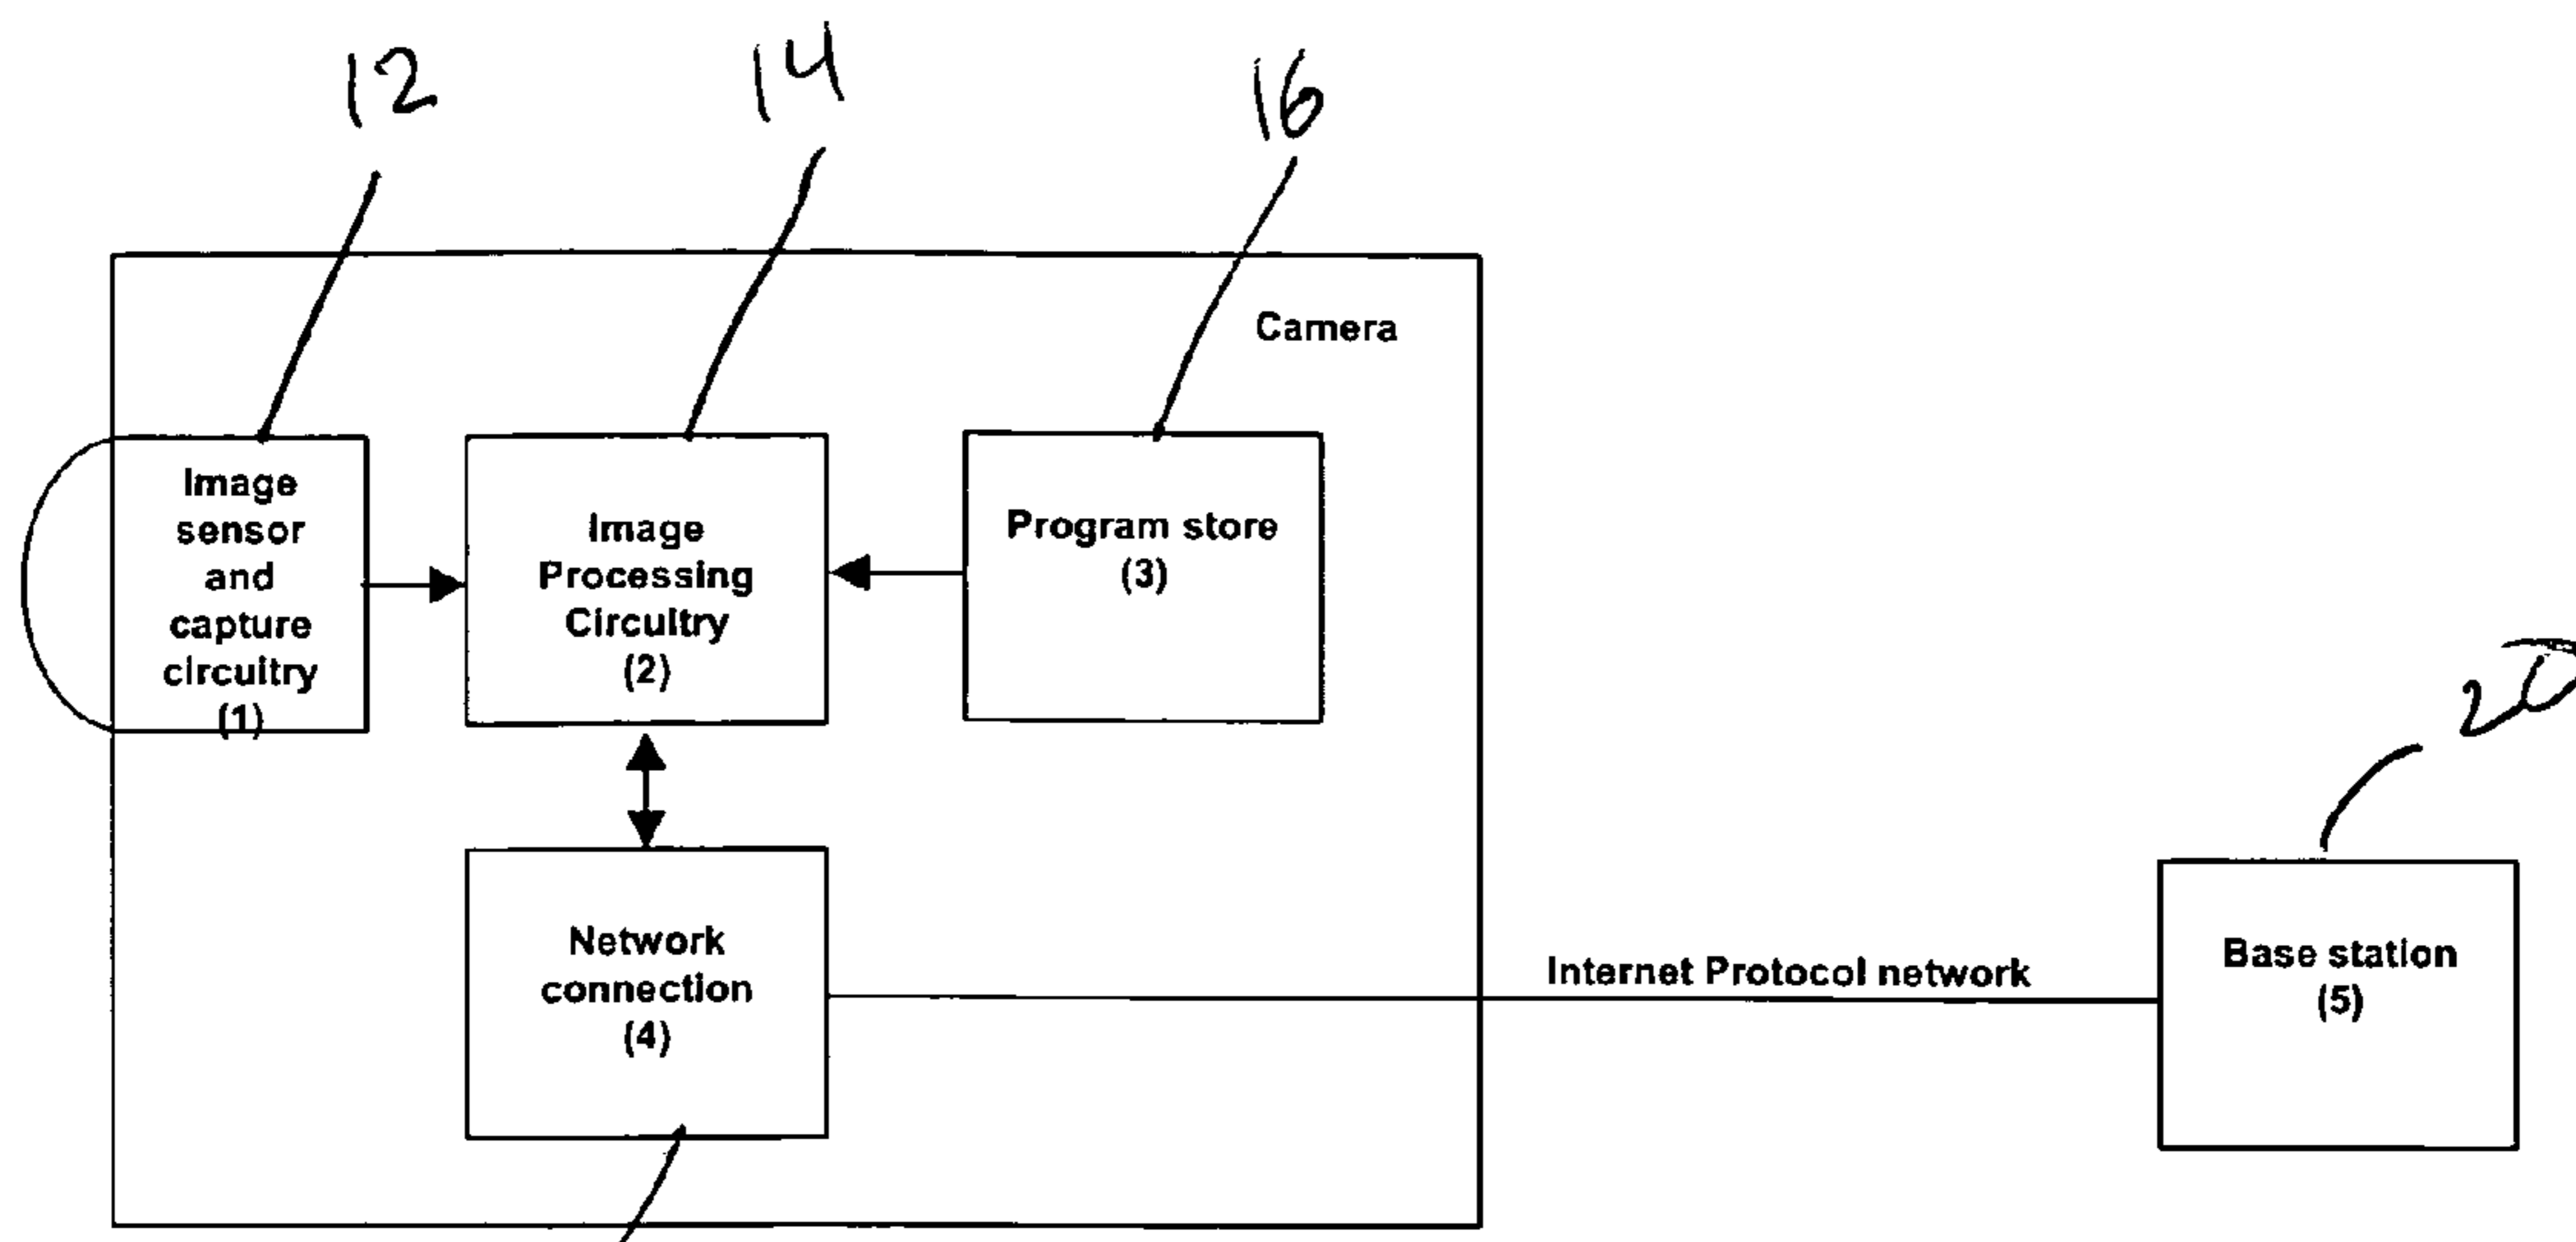 12
14
16
Camera
Image
sensor
and
capture
circuitry
(1)
Image
Processing
Circuitry
(2)
Program store
(3)
20
Network
connection
(4)
Internet Protocol network
Base station
(5)